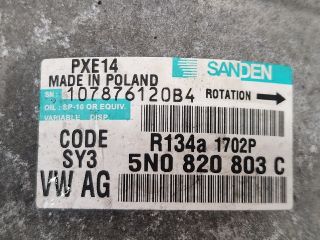 PXE14
SANDEN
MADE IN POLAND
SN: 107876120B4 ROTATION
OIL: SP-10 OR EQUIV.
VARIABLE DISP.
CODE R134a 1702P
SY3 5N0 820 803 C
VW AG